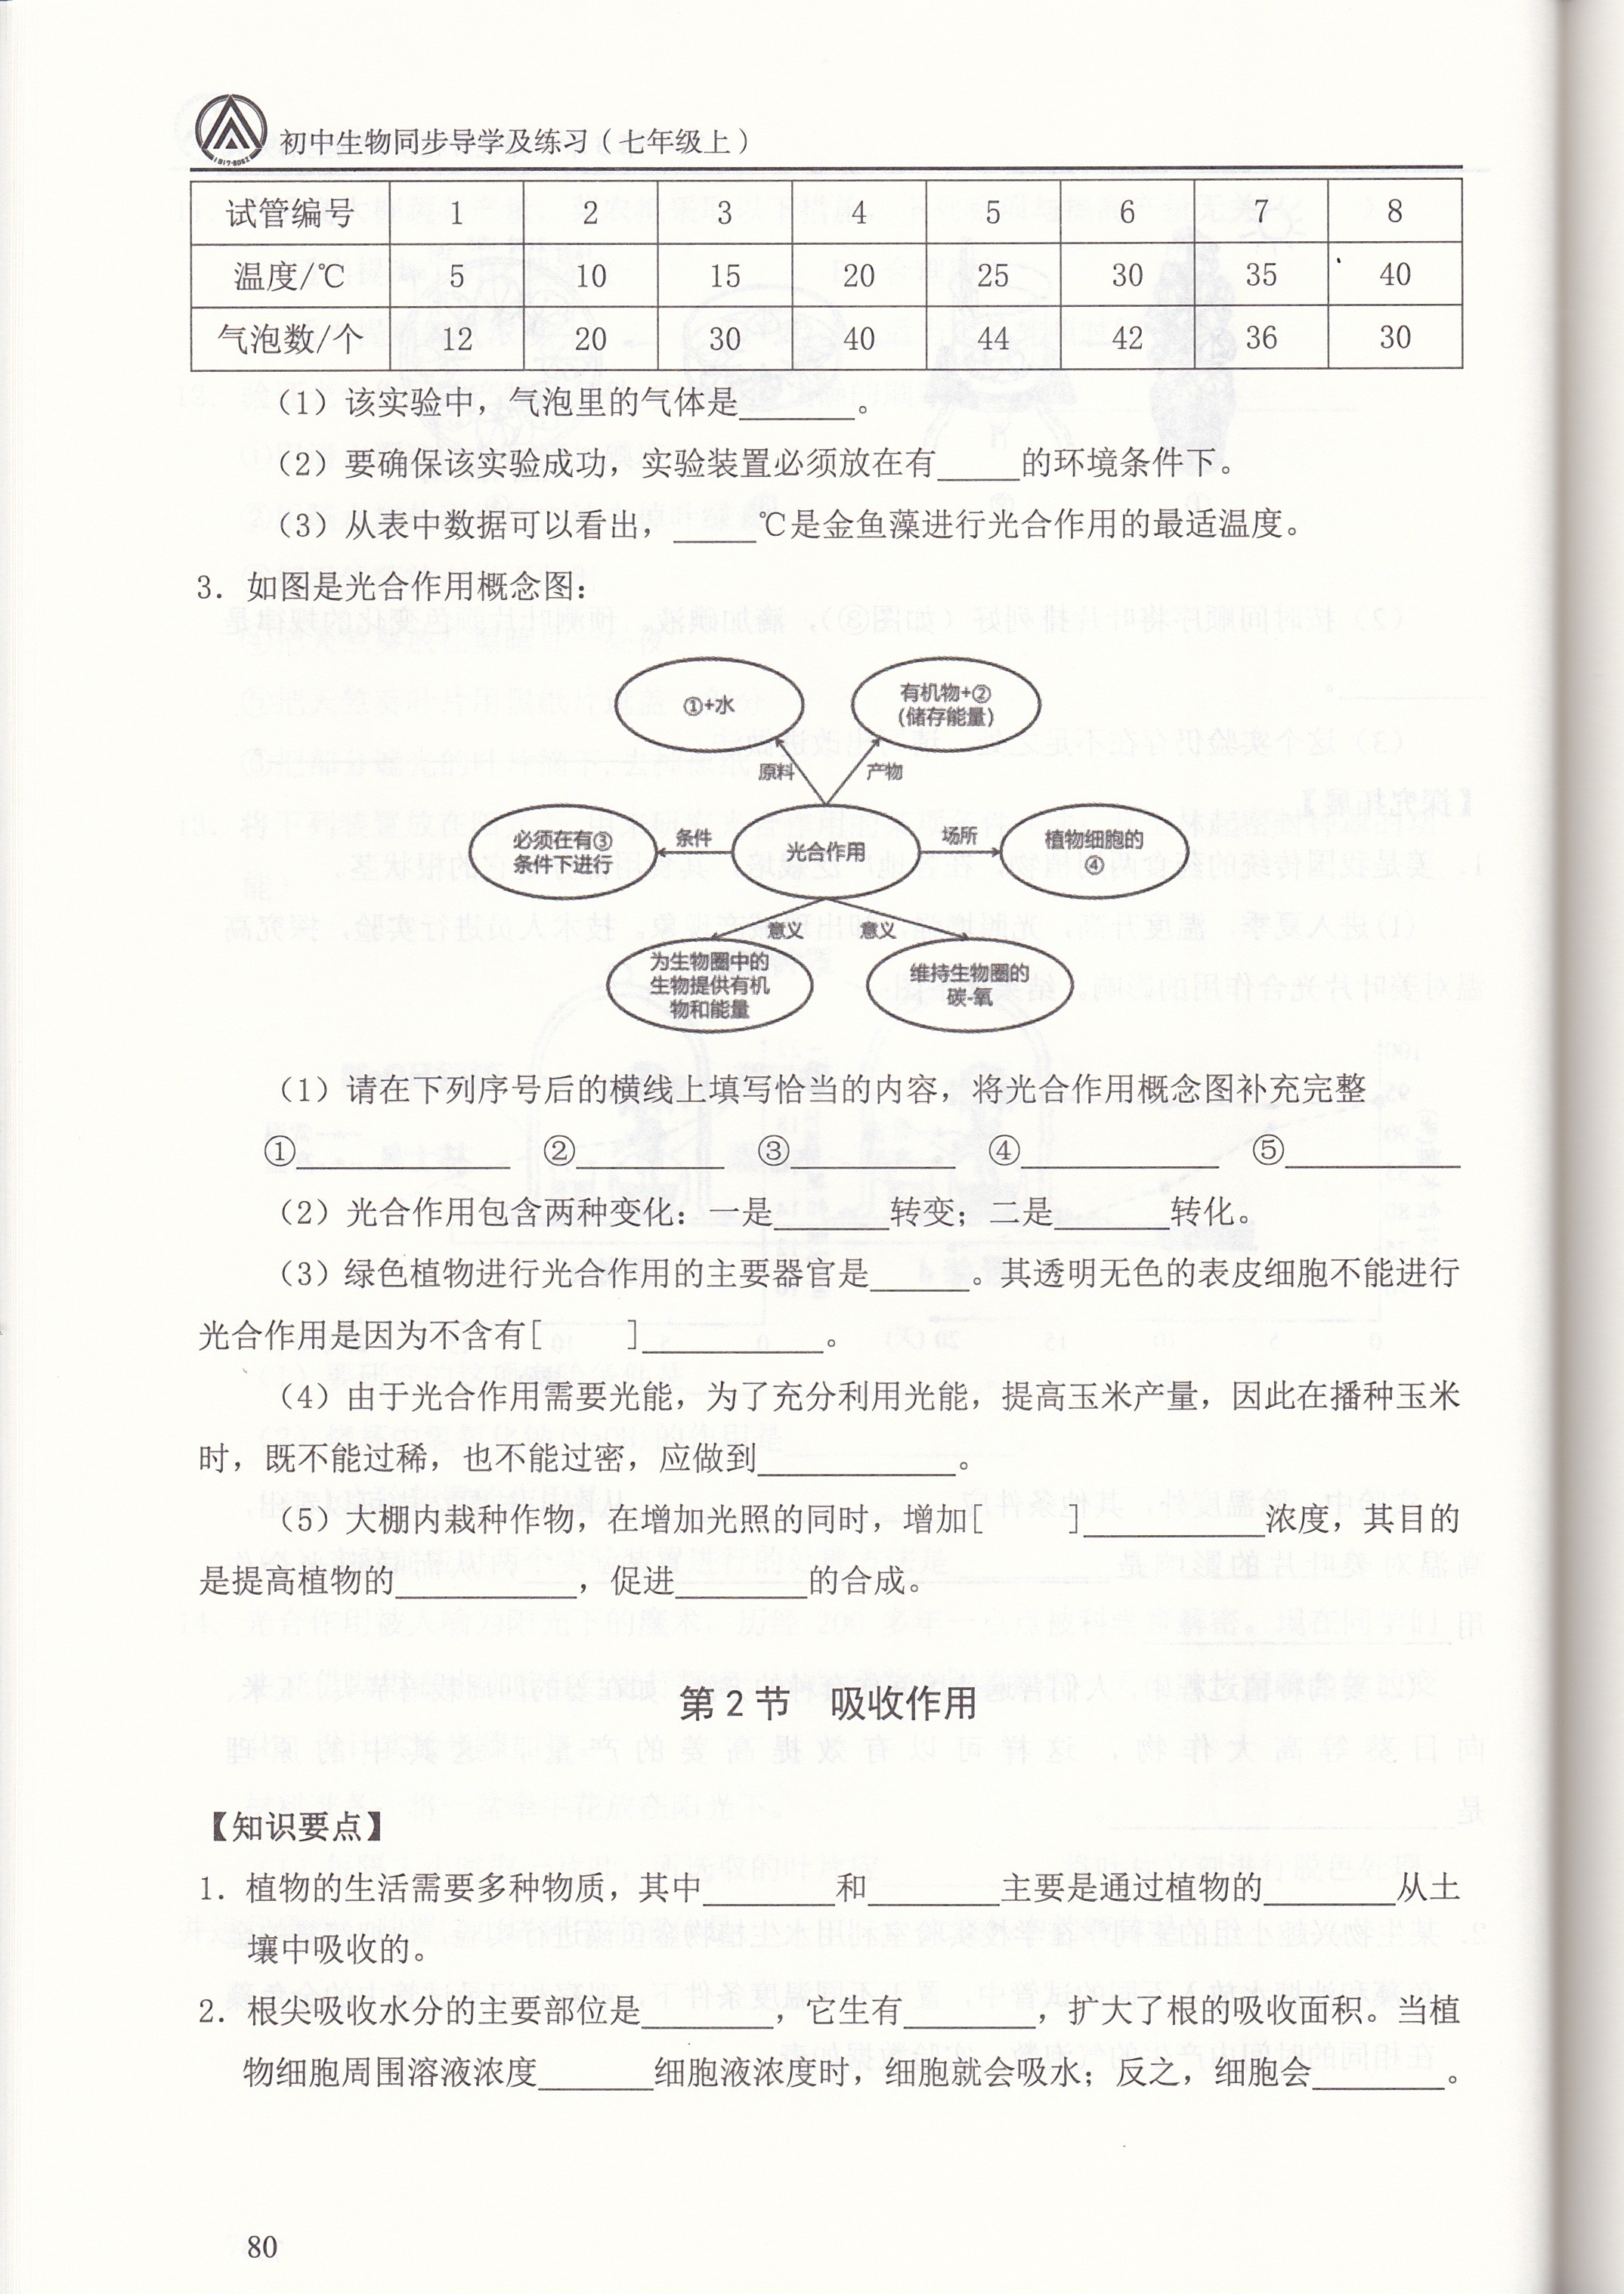 初中生物同步导学及练习（七年级上）
试管编号 1 2 3 4 5 6 7 8
温度/℃ 5 10 15 20 25 30 35 40
气泡数/个 12 20 30 40 44 42 36 30
（1）该实验中，气泡里的气体是_______。
（2）要确保该实验成功，实验装置必须放在有_____的环境条件下。
（3）从表中数据可以看出，_____℃是金鱼藻进行光合作用的最适温度。
3. 如图是光合作用概念图：
①+水
有机物+②
(储存能量)
原料
产物
必须在有③
条件下进行
条件
光合作用
场所
植物细胞的
④
意义
意义
为生物圈中的
生物提供有机
物和能量
维持生物圈的
碳-氧
（1）请在下列序号后的横线上填写恰当的内容，将光合作用概念图补充完整
①_____________ ②_________ ③__________ ④____________ ⑤___________
（2）光合作用包含两种变化：一是_______转变；二是_______转化。
（3）绿色植物进行光合作用的主要器官是______。其透明无色的表皮细胞不能进行
光合作用是因为不含有[ ]___________。
（4）由于光合作用需要光能，为了充分利用光能，提高玉米产量，因此在播种玉米
时，既不能过稀，也不能过密，应做到____________。
（5）大棚内栽种作物，在增加光照的同时，增加[ ]___________浓度，其目的
是提高植物的___________，促进________的合成。
第 2 节 吸收作用
【知识要点】
1. 植物的生活需要多种物质，其中________和________主要是通过植物的________从土
壤中吸收的。
2. 根尖吸收水分的主要部位是________，它生有________，扩大了根的吸收面积。当植
物细胞周围溶液浓度_______细胞液浓度时，细胞就会吸水；反之，细胞会________。
80